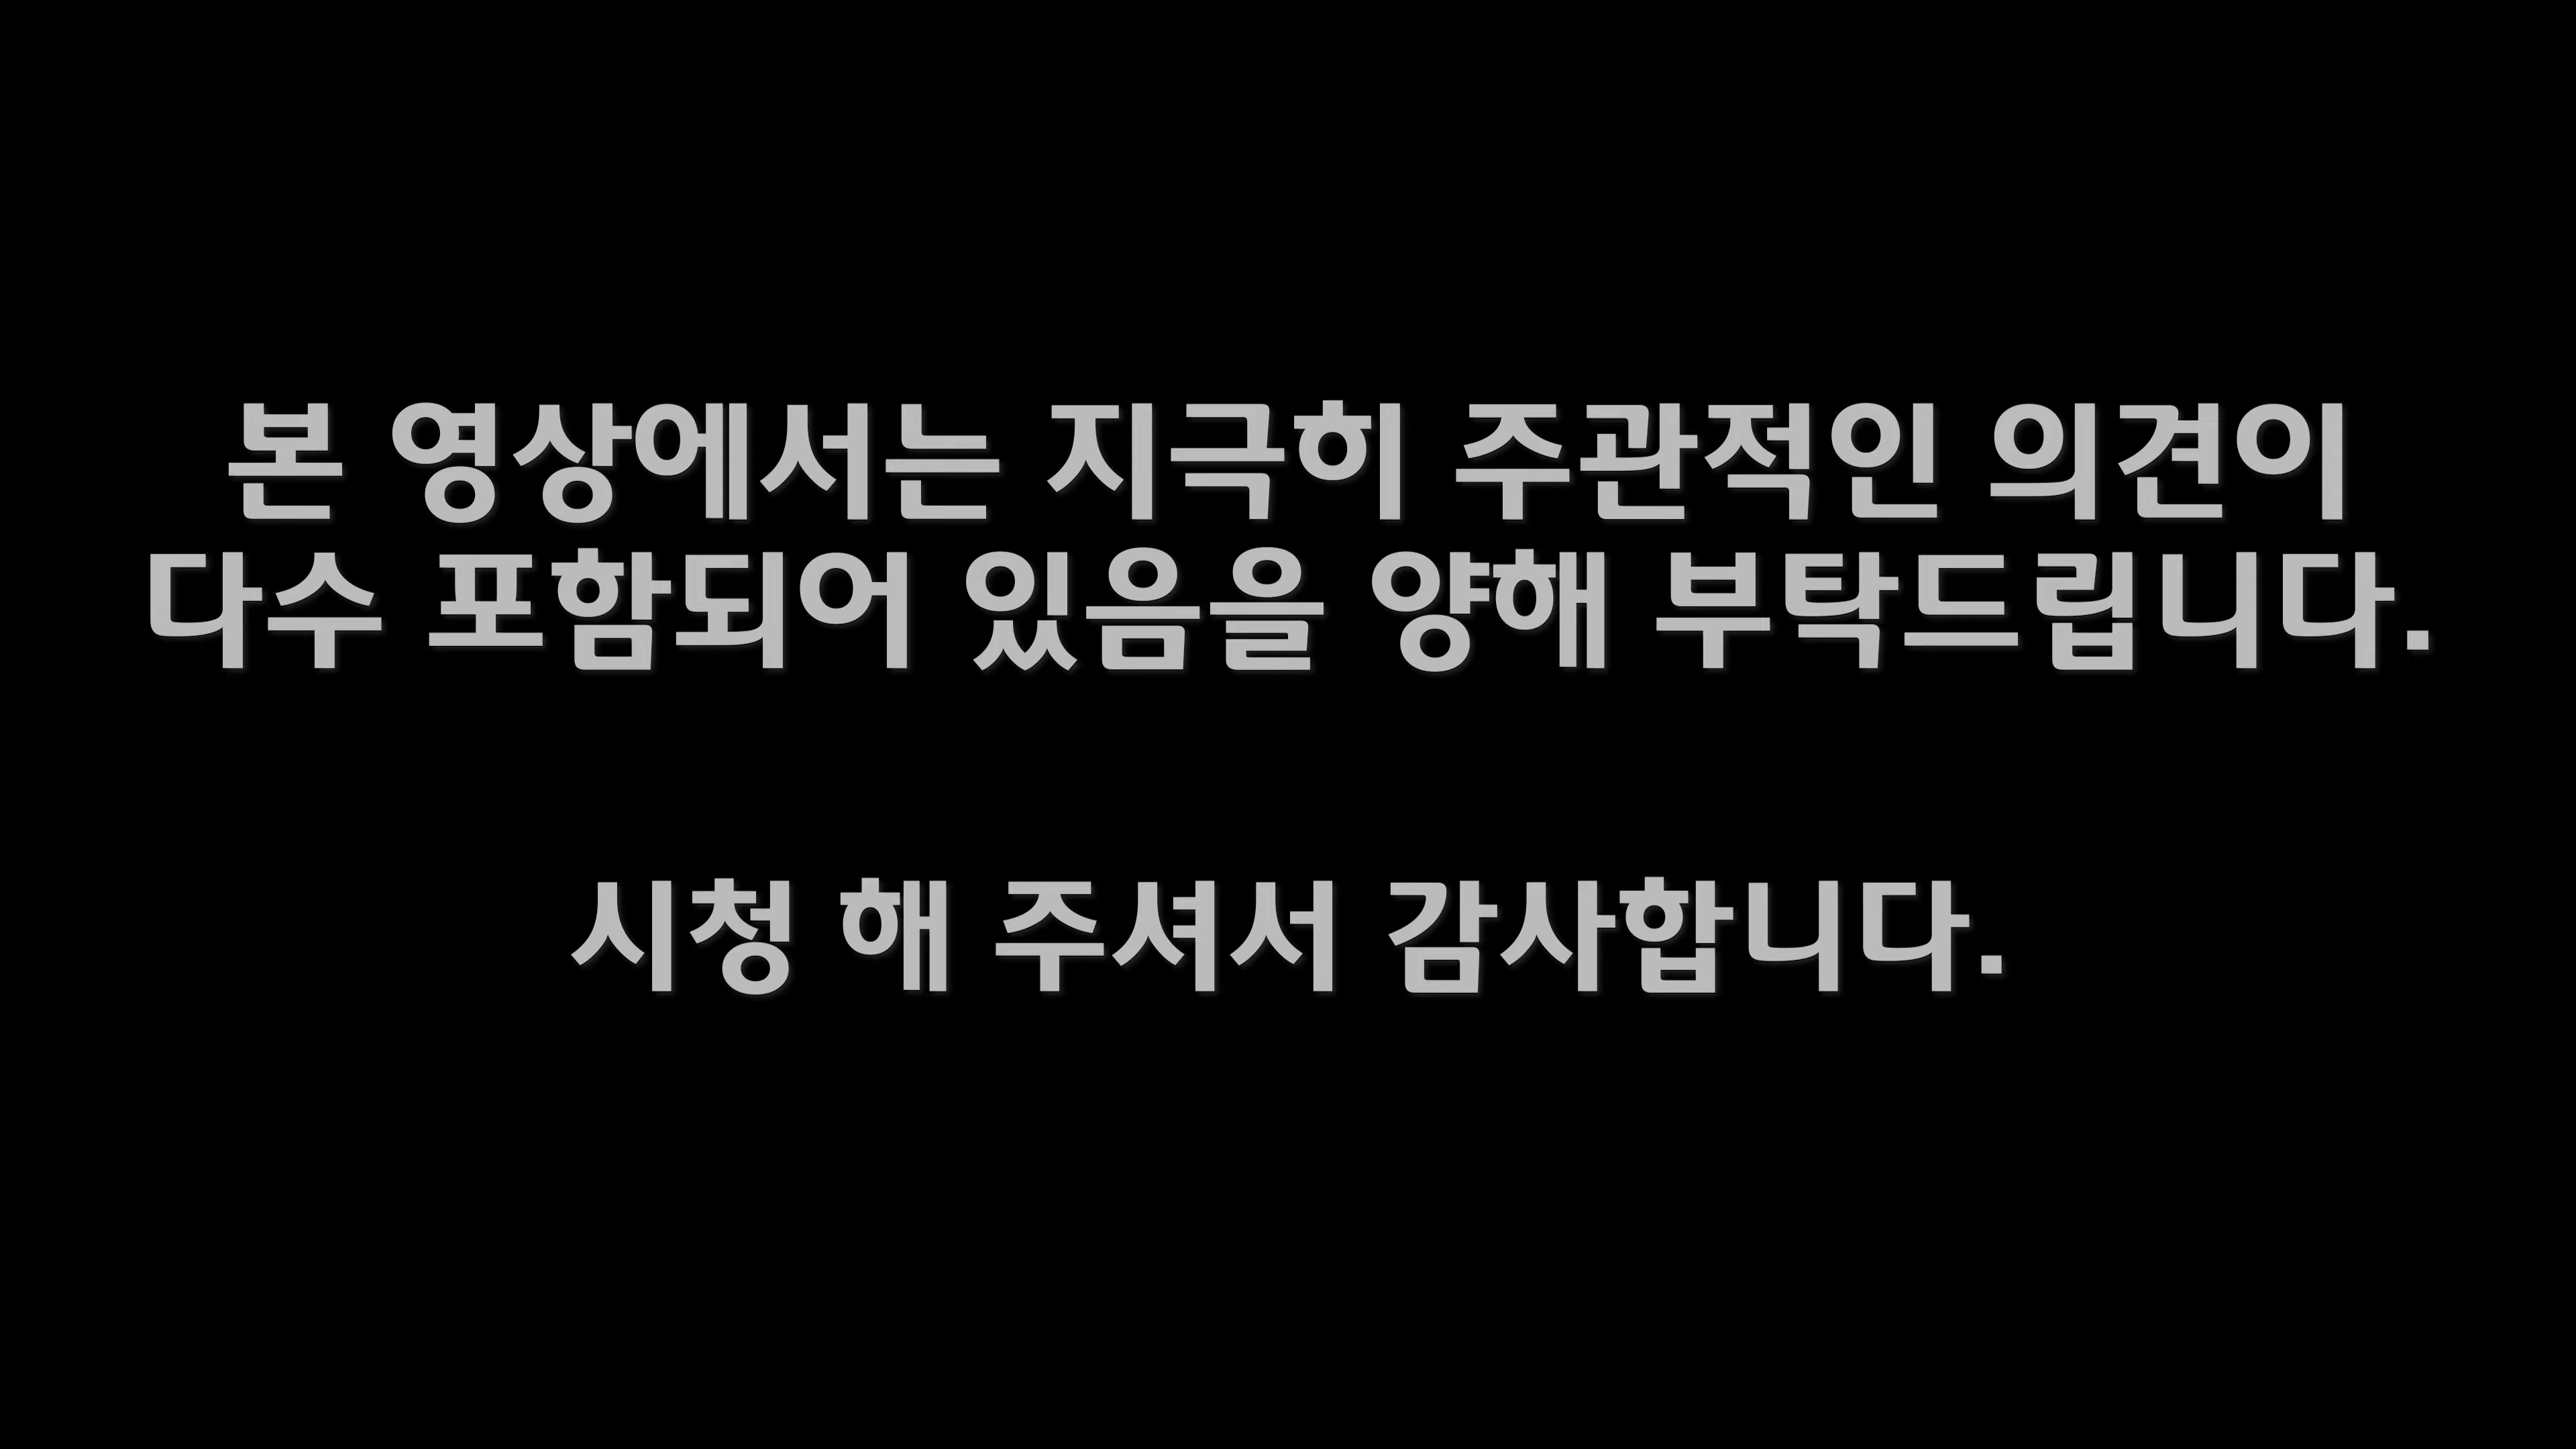 본 영상에서는 지극히 주관적인 의견이
다수 포함되어 있음을 양해 부탁드립니다.
시청 해 주셔서 감사합니다.